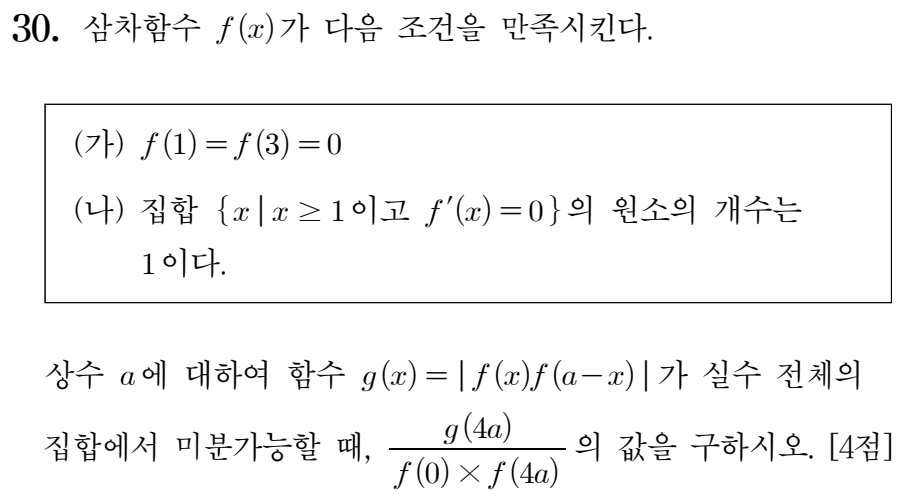 30. 삼차함수 f(x)가 다음 조건을 만족시킨다.
(가) f(1)=f(3)=0
(나) 집합 {x|x≥1이고 f′(x)=0}의 원소의 개수는
1이다.
상수 a에 대하여 함수 g(x)=|f(x)f(a-x)|가 실수 전체의
집합에서 미분가능할 때, g(4a)/(f(0)×f(4a))의 값을 구하시오. [4점]